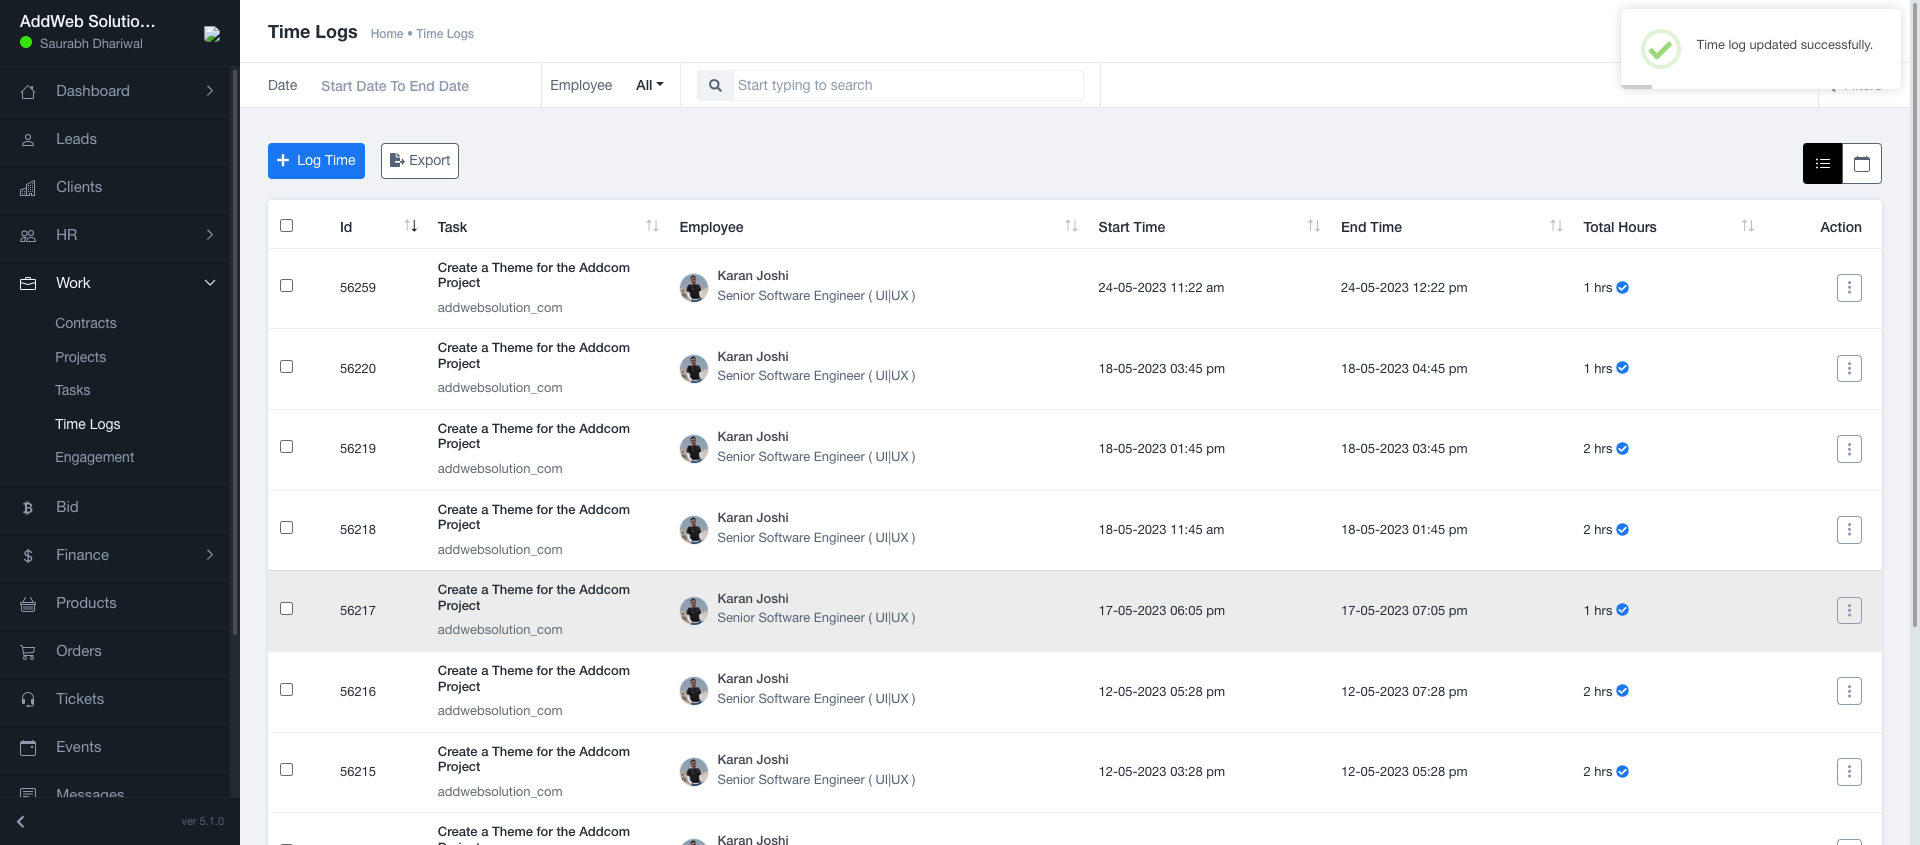 AddWeb Solutio...
Saurabh Dhariwal
Dashboard
Leads
Clients
HR
Work
Contracts
Projects
Tasks
Time Logs
Engagement
Bid
Finance
Products
Orders
Tickets
Events
Messages
ver 5.1.0
Time Logs Home • Time Logs
Time log updated successfully.
Date Start Date To End Date Employee All Start typing to search Filters
Log Time Export
Id Task Employee Start Time End Time Total Hours Action
Create a Theme for the Addcom
Project
addwebsolution_com
56259
Karan Joshi
Senior Software Engineer ( UI|UX )
24-05-2023 11:22 am 24-05-2023 12:22 pm 1 hrs
Create a Theme for the Addcom
Project
addwebsolution_com
56220
Karan Joshi
Senior Software Engineer ( UI|UX )
18-05-2023 03:45 pm 18-05-2023 04:45 pm 1 hrs
Create a Theme for the Addcom
Project
addwebsolution_com
56219
Karan Joshi
Senior Software Engineer ( UI|UX )
18-05-2023 01:45 pm 18-05-2023 03:45 pm 2 hrs
Create a Theme for the Addcom
Project
addwebsolution_com
56218
Karan Joshi
Senior Software Engineer ( UI|UX )
18-05-2023 11:45 am 18-05-2023 01:45 pm 2 hrs
Create a Theme for the Addcom
Project
addwebsolution_com
56217
Karan Joshi
Senior Software Engineer ( UI|UX )
17-05-2023 06:05 pm 17-05-2023 07:05 pm 1 hrs
Create a Theme for the Addcom
Project
addwebsolution_com
56216
Karan Joshi
Senior Software Engineer ( UI|UX )
12-05-2023 05:28 pm 12-05-2023 07:28 pm 2 hrs
Create a Theme for the Addcom
Project
addwebsolution_com
56215
Karan Joshi
Senior Software Engineer ( UI|UX )
12-05-2023 03:28 pm 12-05-2023 05:28 pm 2 hrs
Create a Theme for the Addcom
Karan Joshi